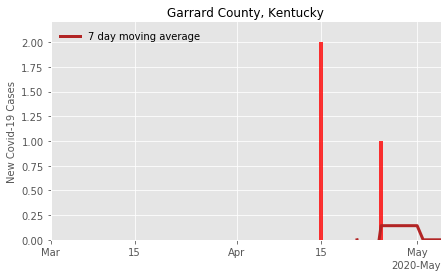 Garrard County, Kentucky
7 day moving average
New Covid-19 Cases
2.00
1.75
1.50
1.25
1.00
0.75
0.50
0.25
0.00
Mar 15 Apr 15 May
2020-May